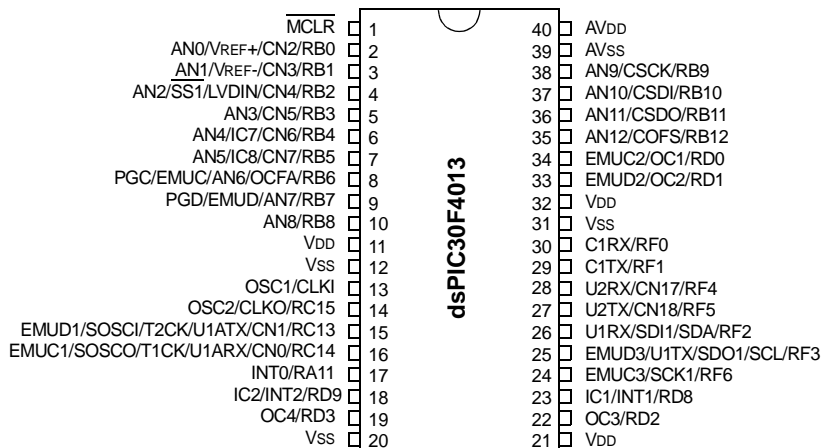 MCLR 1
AN0/VREF+/CN2/RB0 2
AN1/VREF-/CN3/RB1 3
AN2/SS1/LVDIN/CN4/RB2 4
AN3/CN5/RB3 5
AN4/IC7/CN6/RB4 6
AN5/IC8/CN7/RB5 7
PGC/EMUC/AN6/OCFA/RB6 8
PGD/EMUD/AN7/RB7 9
AN8/RB8 10
VDD 11
VSS 12
OSC1/CLKI 13
OSC2/CLKO/RC15 14
EMUD1/SOSCI/T2CK/U1ATX/CN1/RC13 15
EMUC1/SOSCO/T1CK/U1ARX/CN0/RC14 16
INT0/RA11 17
IC2/INT2/RD9 18
OC4/RD3 19
VSS 20
dsPIC30F4013
40 AVDD
39 AVSS
38 AN9/CSCK/RB9
37 AN10/CSDI/RB10
36 AN11/CSDO/RB11
35 AN12/COFS/RB12
34 EMUC2/OC1/RD0
33 EMUD2/OC2/RD1
32 VDD
31 VSS
30 C1RX/RF0
29 C1TX/RF1
28 U2RX/CN17/RF4
27 U2TX/CN18/RF5
26 U1RX/SDI1/SDA/RF2
25 EMUD3/U1TX/SDO1/SCL/RF3
24 EMUC3/SCK1/RF6
23 IC1/INT1/RD8
22 OC3/RD2
21 VDD